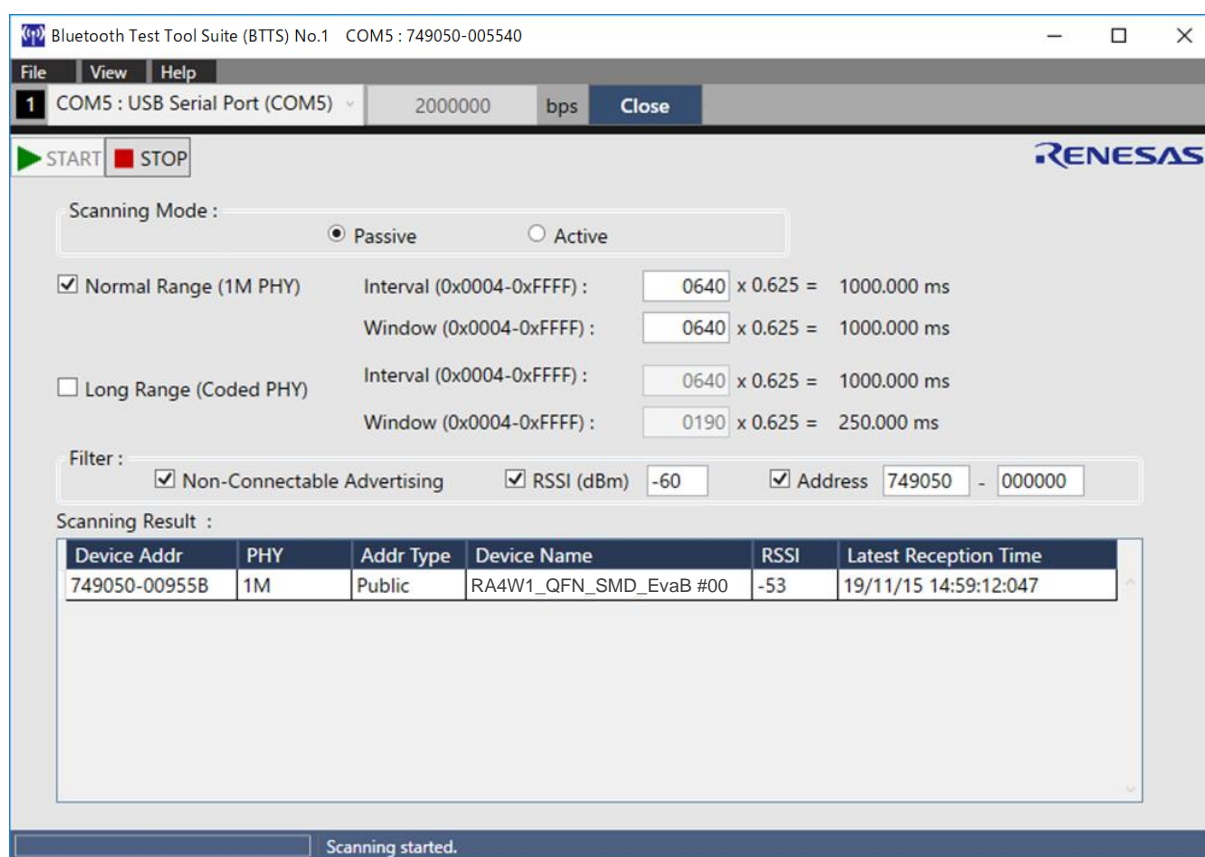 Bluetooth Test Tool Suite (BTTS) No.1 COM5 : 749050-005540
File View Help
1 COM5 : USB Serial Port (COM5) 2000000 bps Close
START STOP RENESAS
Scanning Mode :
Passive Active
Normal Range (1M PHY) Interval (0x0004-0xFFFF) : 0640 x 0.625 = 1000.000 ms
Window (0x0004-0xFFFF) : 0640 x 0.625 = 1000.000 ms
Long Range (Coded PHY) Interval (0x0004-0xFFFF) : 0640 x 0.625 = 1000.000 ms
Window (0x0004-0xFFFF) : 0190 x 0.625 = 250.000 ms
Filter :
Non-Connectable Advertising RSSI (dBm) -60 Address 749050 - 000000
Scanning Result :
Device Addr PHY Addr Type Device Name RSSI Latest Reception Time
749050-00955B 1M Public RA4W1_QFN_SMD_EvaB #00 -53 19/11/15 14:59:12:047
Scanning started.